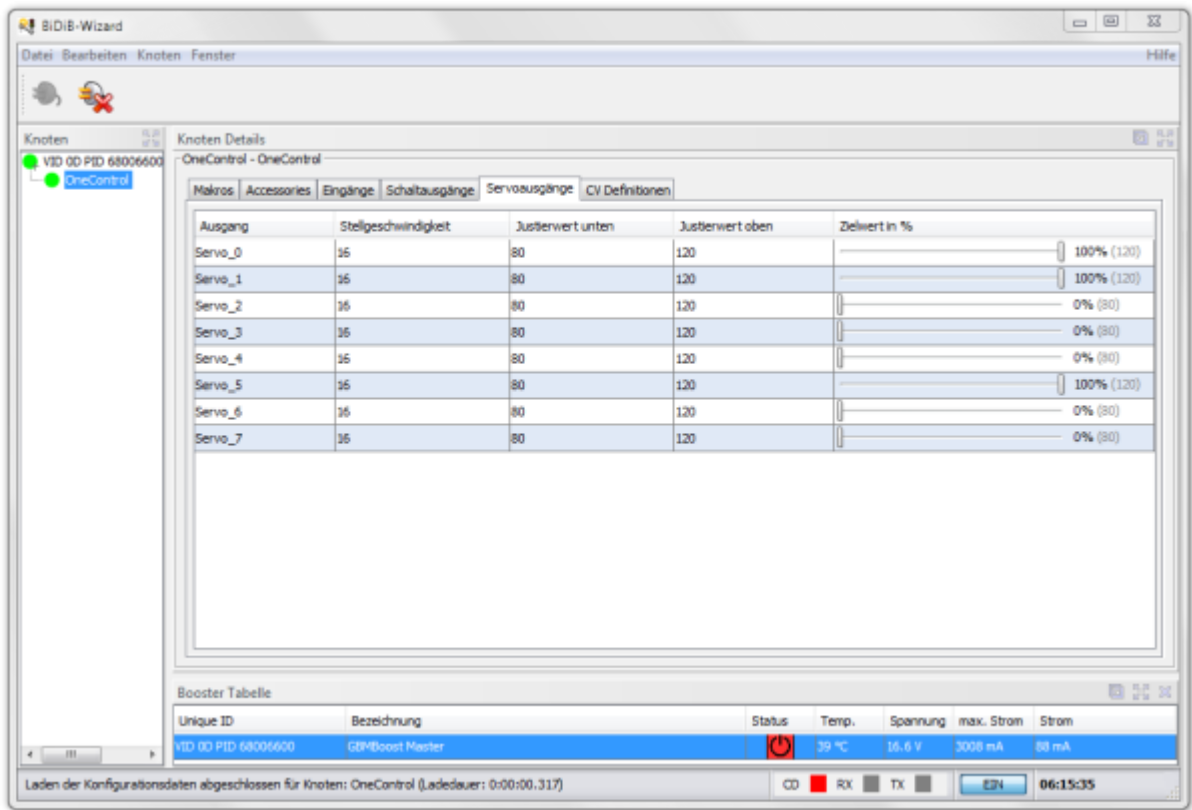 BiDiB-Wizard
Datei Bearbeiten Knoten Fenster Hilfe
Knoten
VID 0D PID 68006600
OneControl
Knoten Details
OneControl - OneControl
Makros Accessories Eingänge Schaltausgänge Servoausgänge CV Definitionen
Ausgang Stellgeschwindigkeit Justierwert unten Justierwert oben Zielwert in %
Servo_0 16 80 120 100% (120)
Servo_1 16 80 120 100% (120)
Servo_2 16 80 120 0% (80)
Servo_3 16 80 120 0% (80)
Servo_4 16 80 120 0% (80)
Servo_5 16 80 120 100% (120)
Servo_6 16 80 120 0% (80)
Servo_7 16 80 120 0% (80)
Booster Tabelle
Unique ID Bezeichnung Status Temp. Spannung max. Strom Strom
VID 0D PID 68006600 GBMBoost Master 39 °C 16.6 V 3008 mA 88 mA
Laden der Konfigurationsdaten abgeschlossen für Knoten: OneControl (Ladedauer: 0:00:00.317) CD RX TX EIN 06:15:35